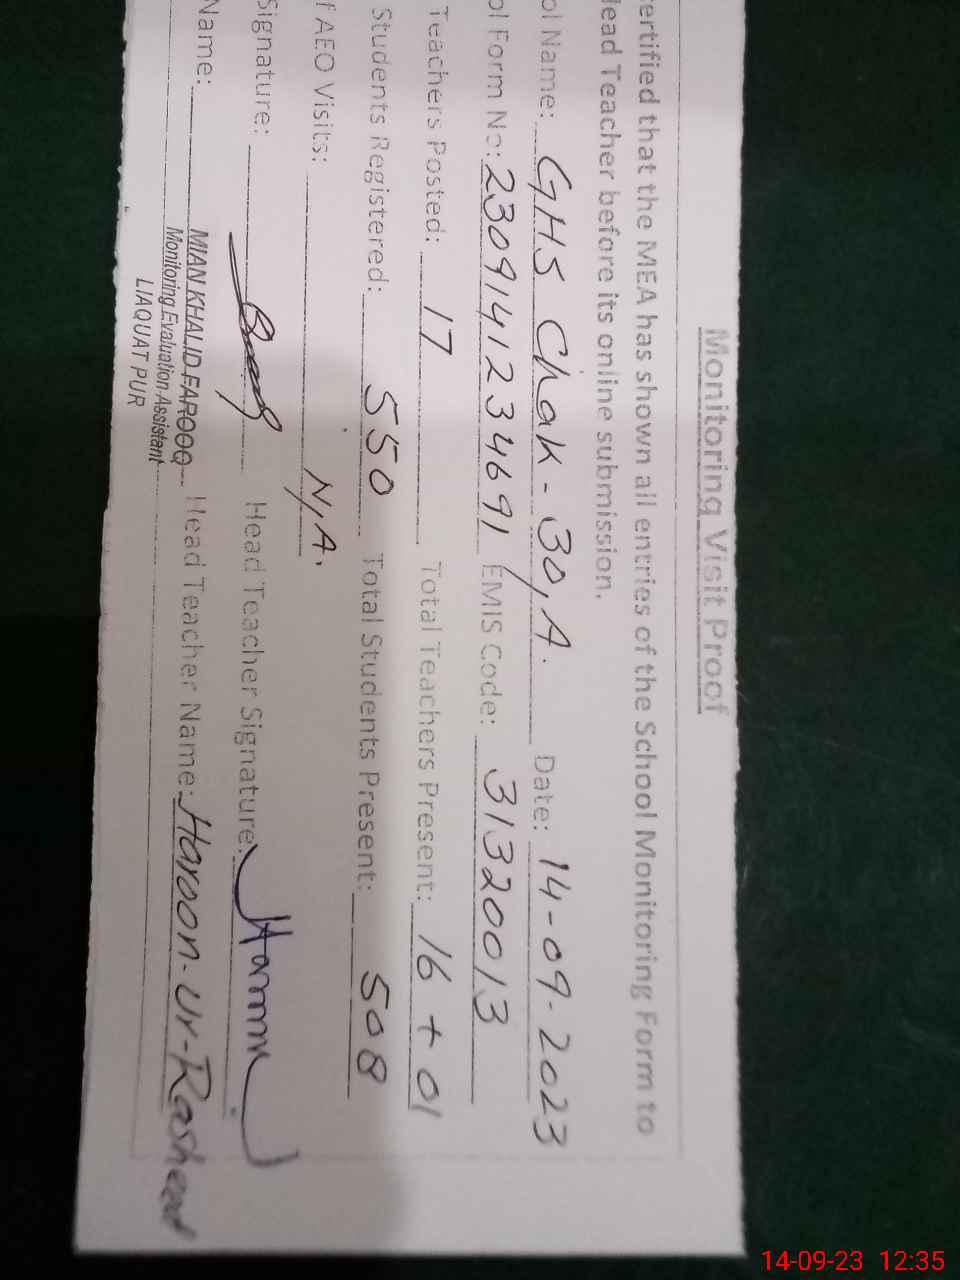 Monitoring Visit Proof
ertified that the MEA has shown all entries of the School Monitoring Form to
lead Teacher before its online submission.
ol Name: GHS Chak-30/A. Date: 14-09-2023
ol Form No: 2309141234691 EMIS Code: 31320013
Teachers Posted: 17 Total Teachers Present: 16 + 01
Students Registered: 550 Total Students Present: 508
f AEO Visits: N/A.
Signature: Head Teacher Signature:
Name: MIAN KHALID FAROOQ Head Teacher Name: Haroon-Ur-Rasheed
Monitoring Evaluation Assistant
LIAQUAT PUR
14-09-23 12:35